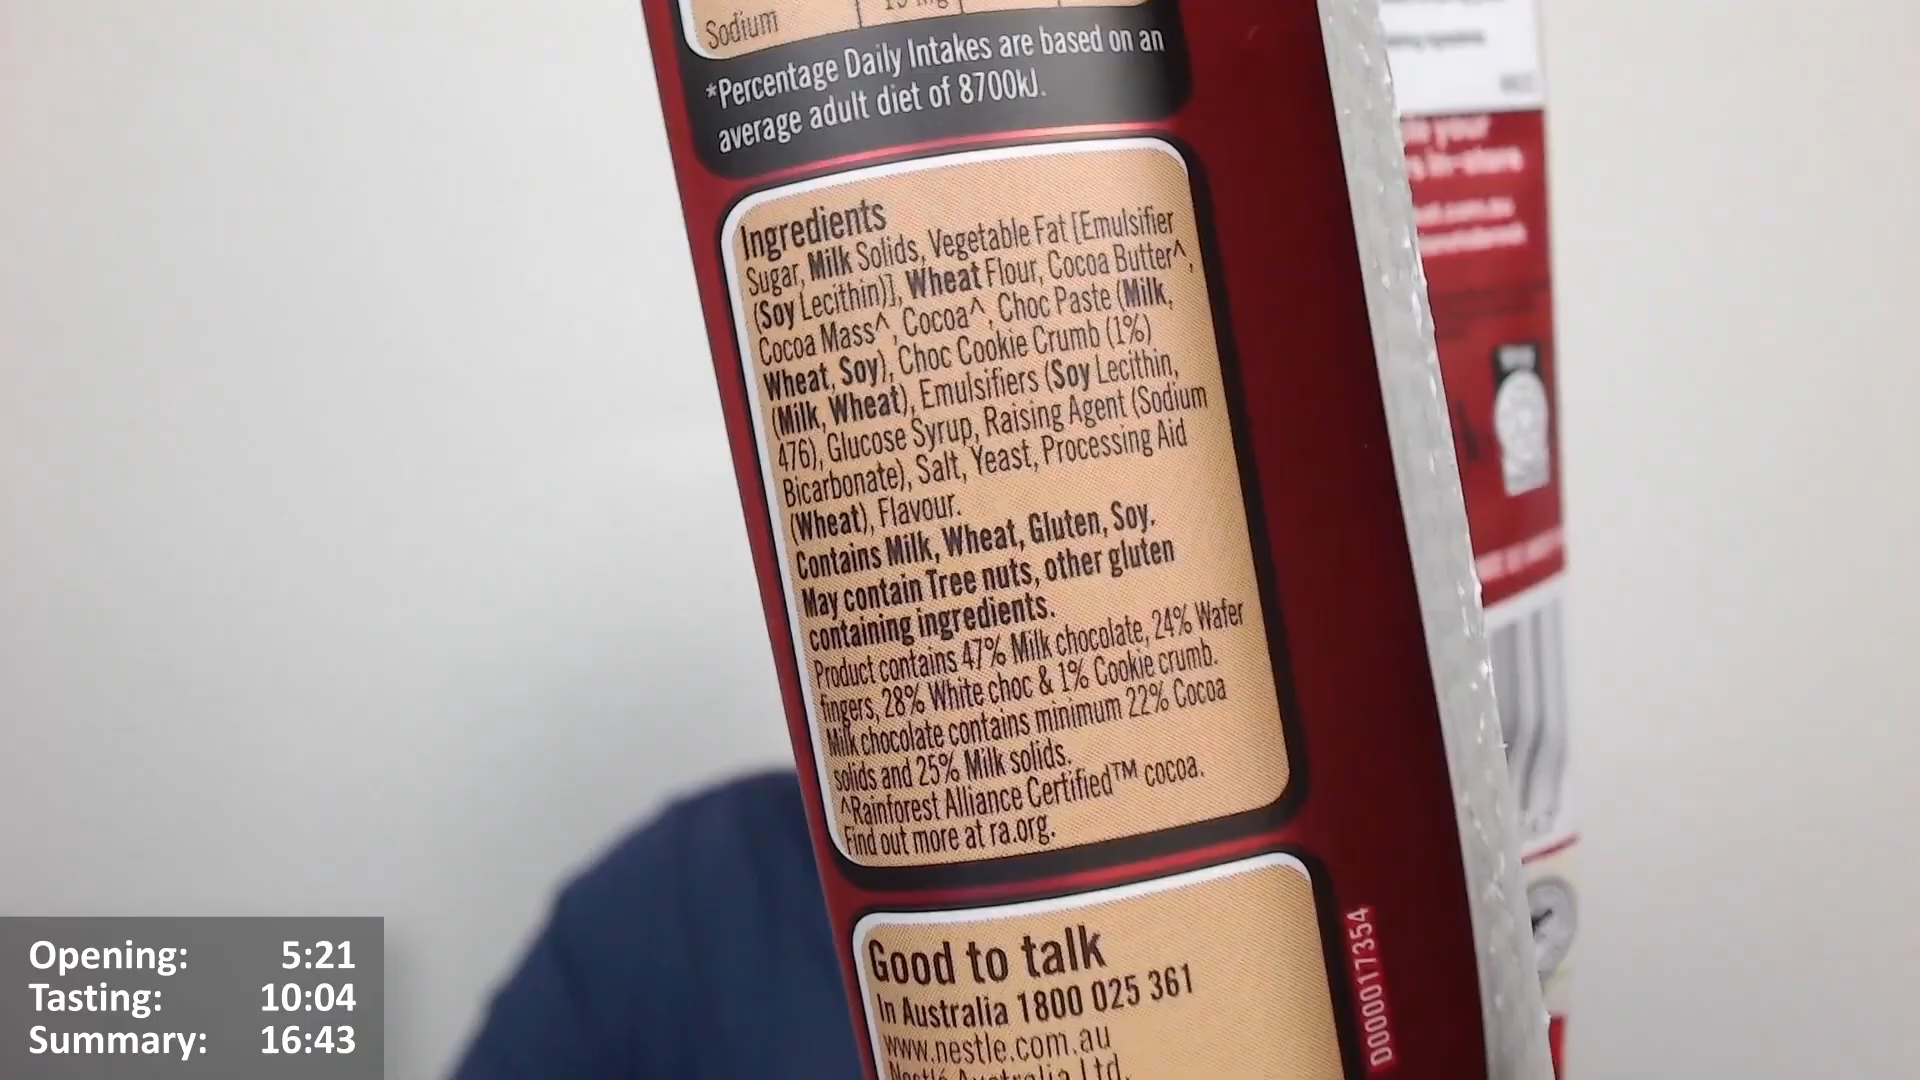 Sodium
*Percentage Daily Intakes are based on an
average adult diet of 8700kJ.
Ingredients
Sugar, Milk Solids, Vegetable Fat [Emulsifier
(Soy Lecithin)], Wheat Flour, Cocoa Butter^,
Cocoa Mass^, Cocoa^, Choc Paste (Milk,
Wheat, Soy), Choc Cookie Crumb (1%)
(Milk, Wheat), Emulsifiers (Soy Lecithin,
476), Glucose Syrup, Raising Agent (Sodium
Bicarbonate), Salt, Yeast, Processing Aid
(Wheat), Flavour.
Contains Milk, Wheat, Gluten, Soy.
May contain Tree nuts, other gluten
containing ingredients.
Product contains 47% Milk chocolate, 24% Wafer
fingers, 28% White choc & 1% Cookie crumb.
Milk chocolate contains minimum 22% Cocoa
solids and 25% Milk solids.
^Rainforest Alliance Certified™ cocoa.
Find out more at ra.org.
Good to talk
In Australia 1800 025 361
www.nestle.com.au
Nestlé Australia Ltd.
D000017354
your
in-store
Opening: 5:21
Tasting: 10:04
Summary: 16:43